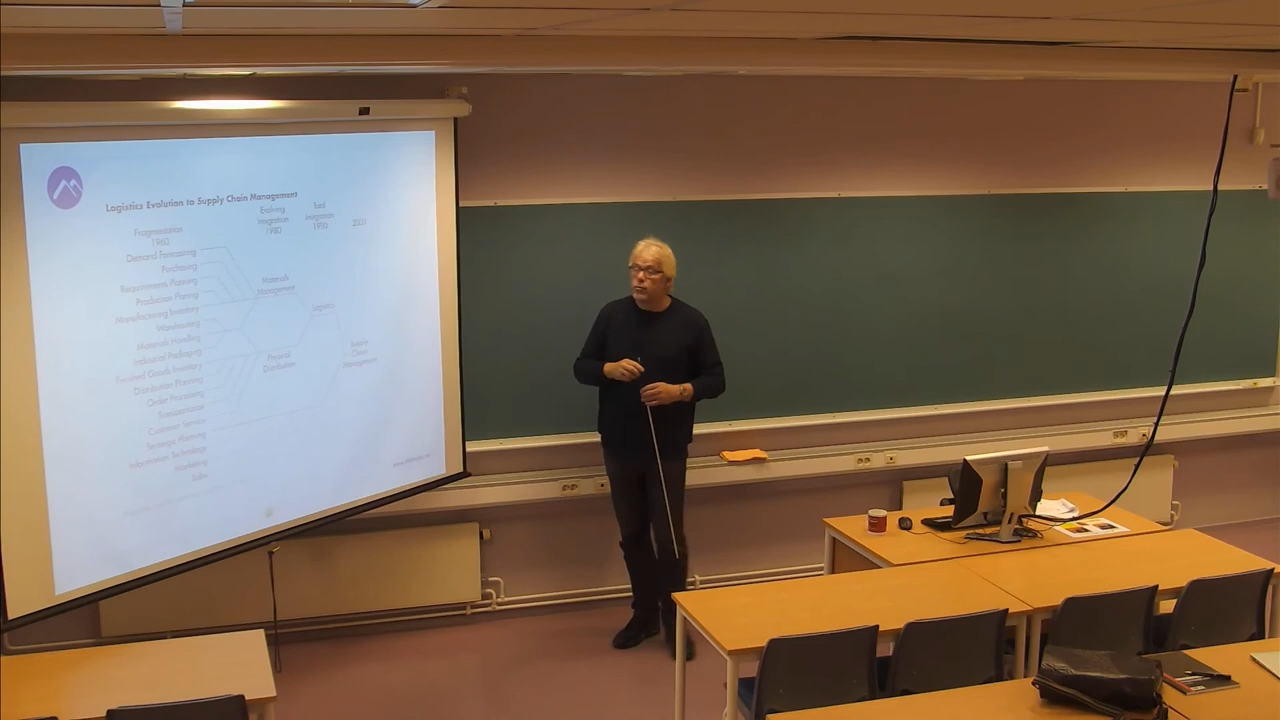 Logistics Evolution to Supply Chain Management
Fragmentation
1960
Evolving
Integration
1980
Total
Integration
1990
Demand Forecasting
Purchasing
Requirements Planning
Production Planing
Manufacturing Inventory
Warehousing
Materials Handling
Industrial Packaging
Finished Goods Inventory
Distribution Planning
Order Processing
Transportation
Customer Service
Strategic Planning
Information Technology
Marketing
Sales
Materials
Management
Physical
Distribution
Logistics
Supply
Chain
Management